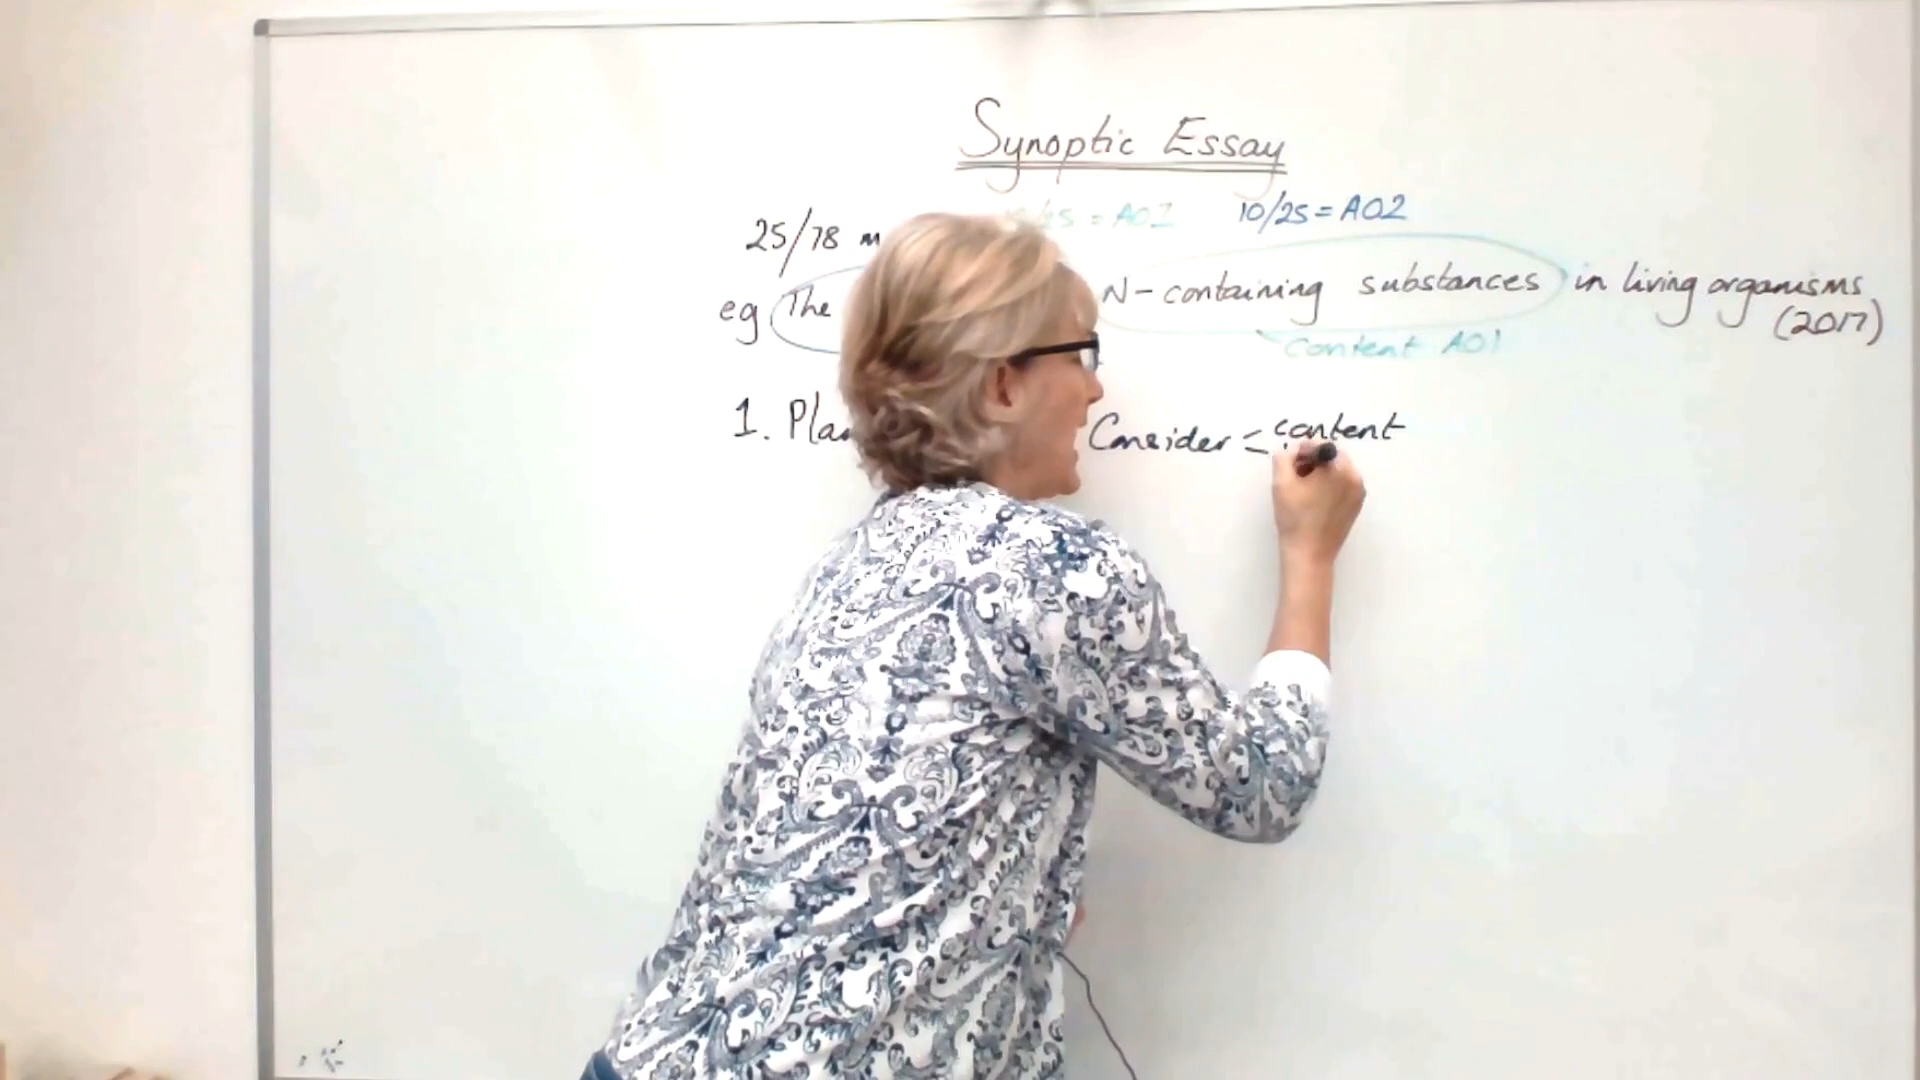 Synoptic Essay
25/78 = AO1 10/25 = AO2
eg The N-containing substances in living organisms
(2017)
content AO1
1. Consider < content